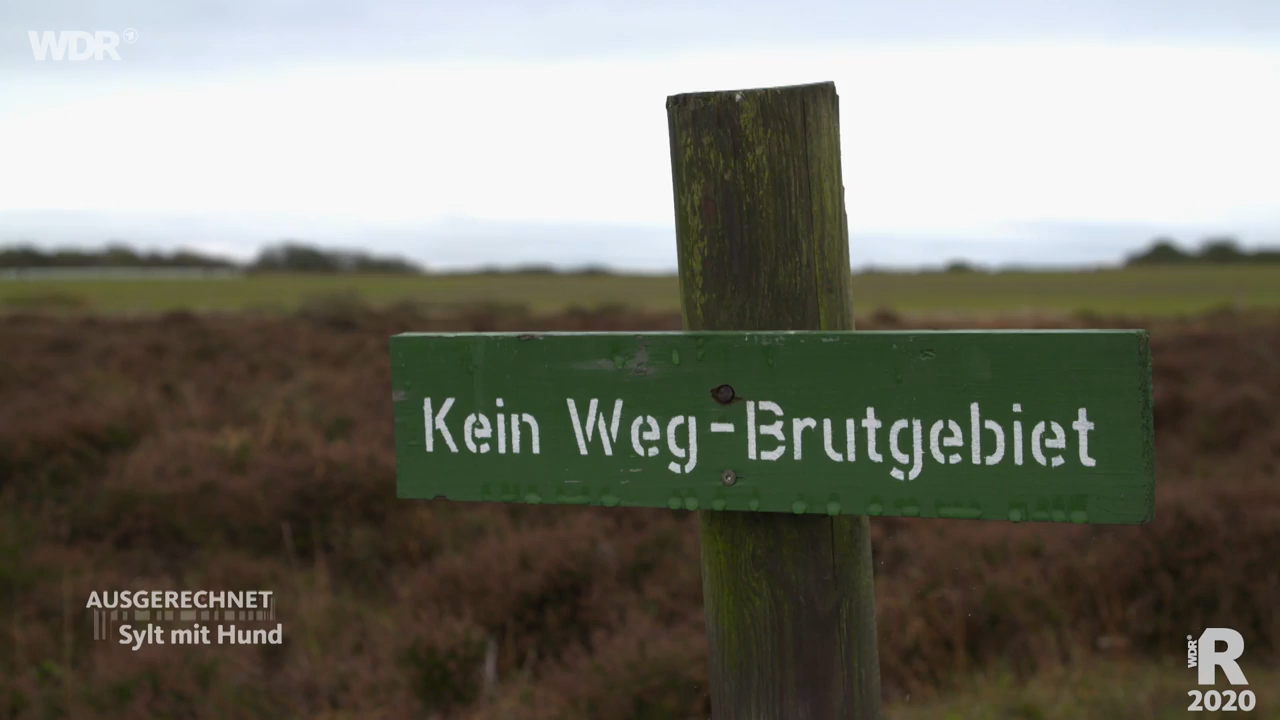 WDR
Kein Weg-Brutgebiet
AUSGERECHNET
Sylt mit Hund
WDR R
2020